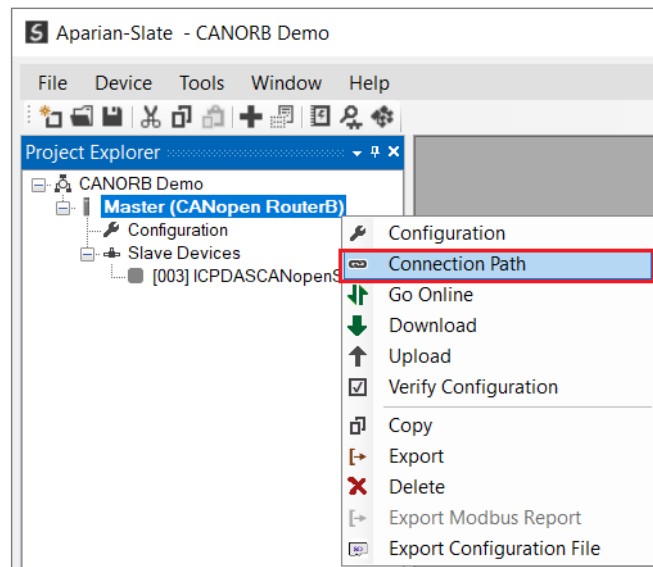 S Aparian-Slate - CANORB Demo
File Device Tools Window Help
Project Explorer
CANORB Demo
Master (CANopen RouterB)
Configuration
Slave Devices
[003] ICPDASCANopenS
Configuration
Connection Path
Go Online
Download
Upload
Verify Configuration
Copy
Export
Delete
Export Modbus Report
Export Configuration File